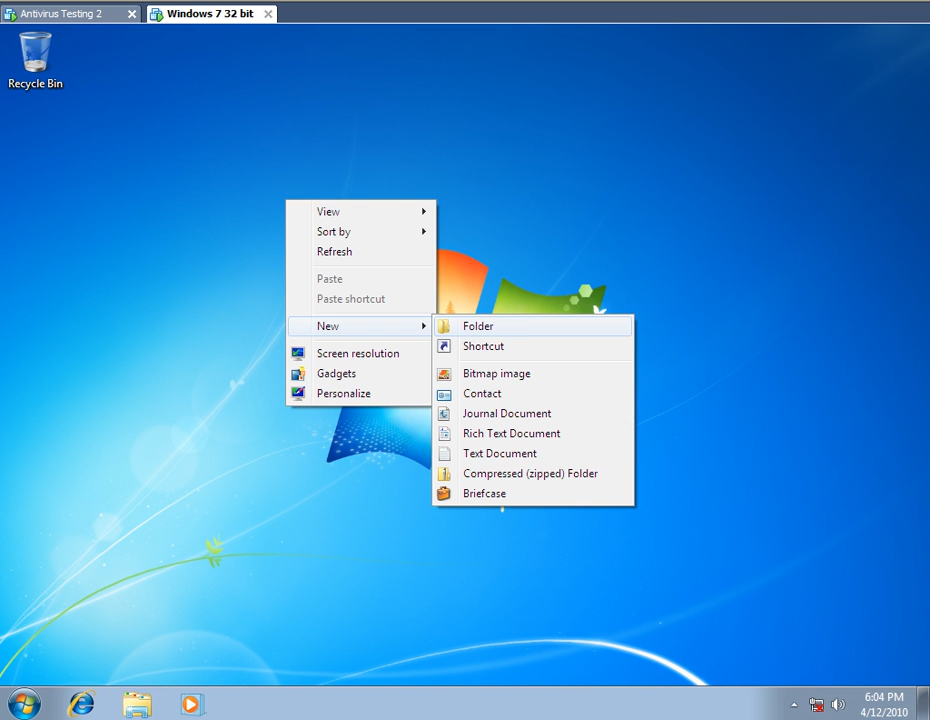 Antivirus Testing 2
Windows 7 32 bit
Recycle Bin
View
Sort by
Refresh
Paste
Paste shortcut
New
Screen resolution
Gadgets
Personalize
Folder
Shortcut
Bitmap image
Contact
Journal Document
Rich Text Document
Text Document
Compressed (zipped) Folder
Briefcase
6:04 PM
4/12/2010